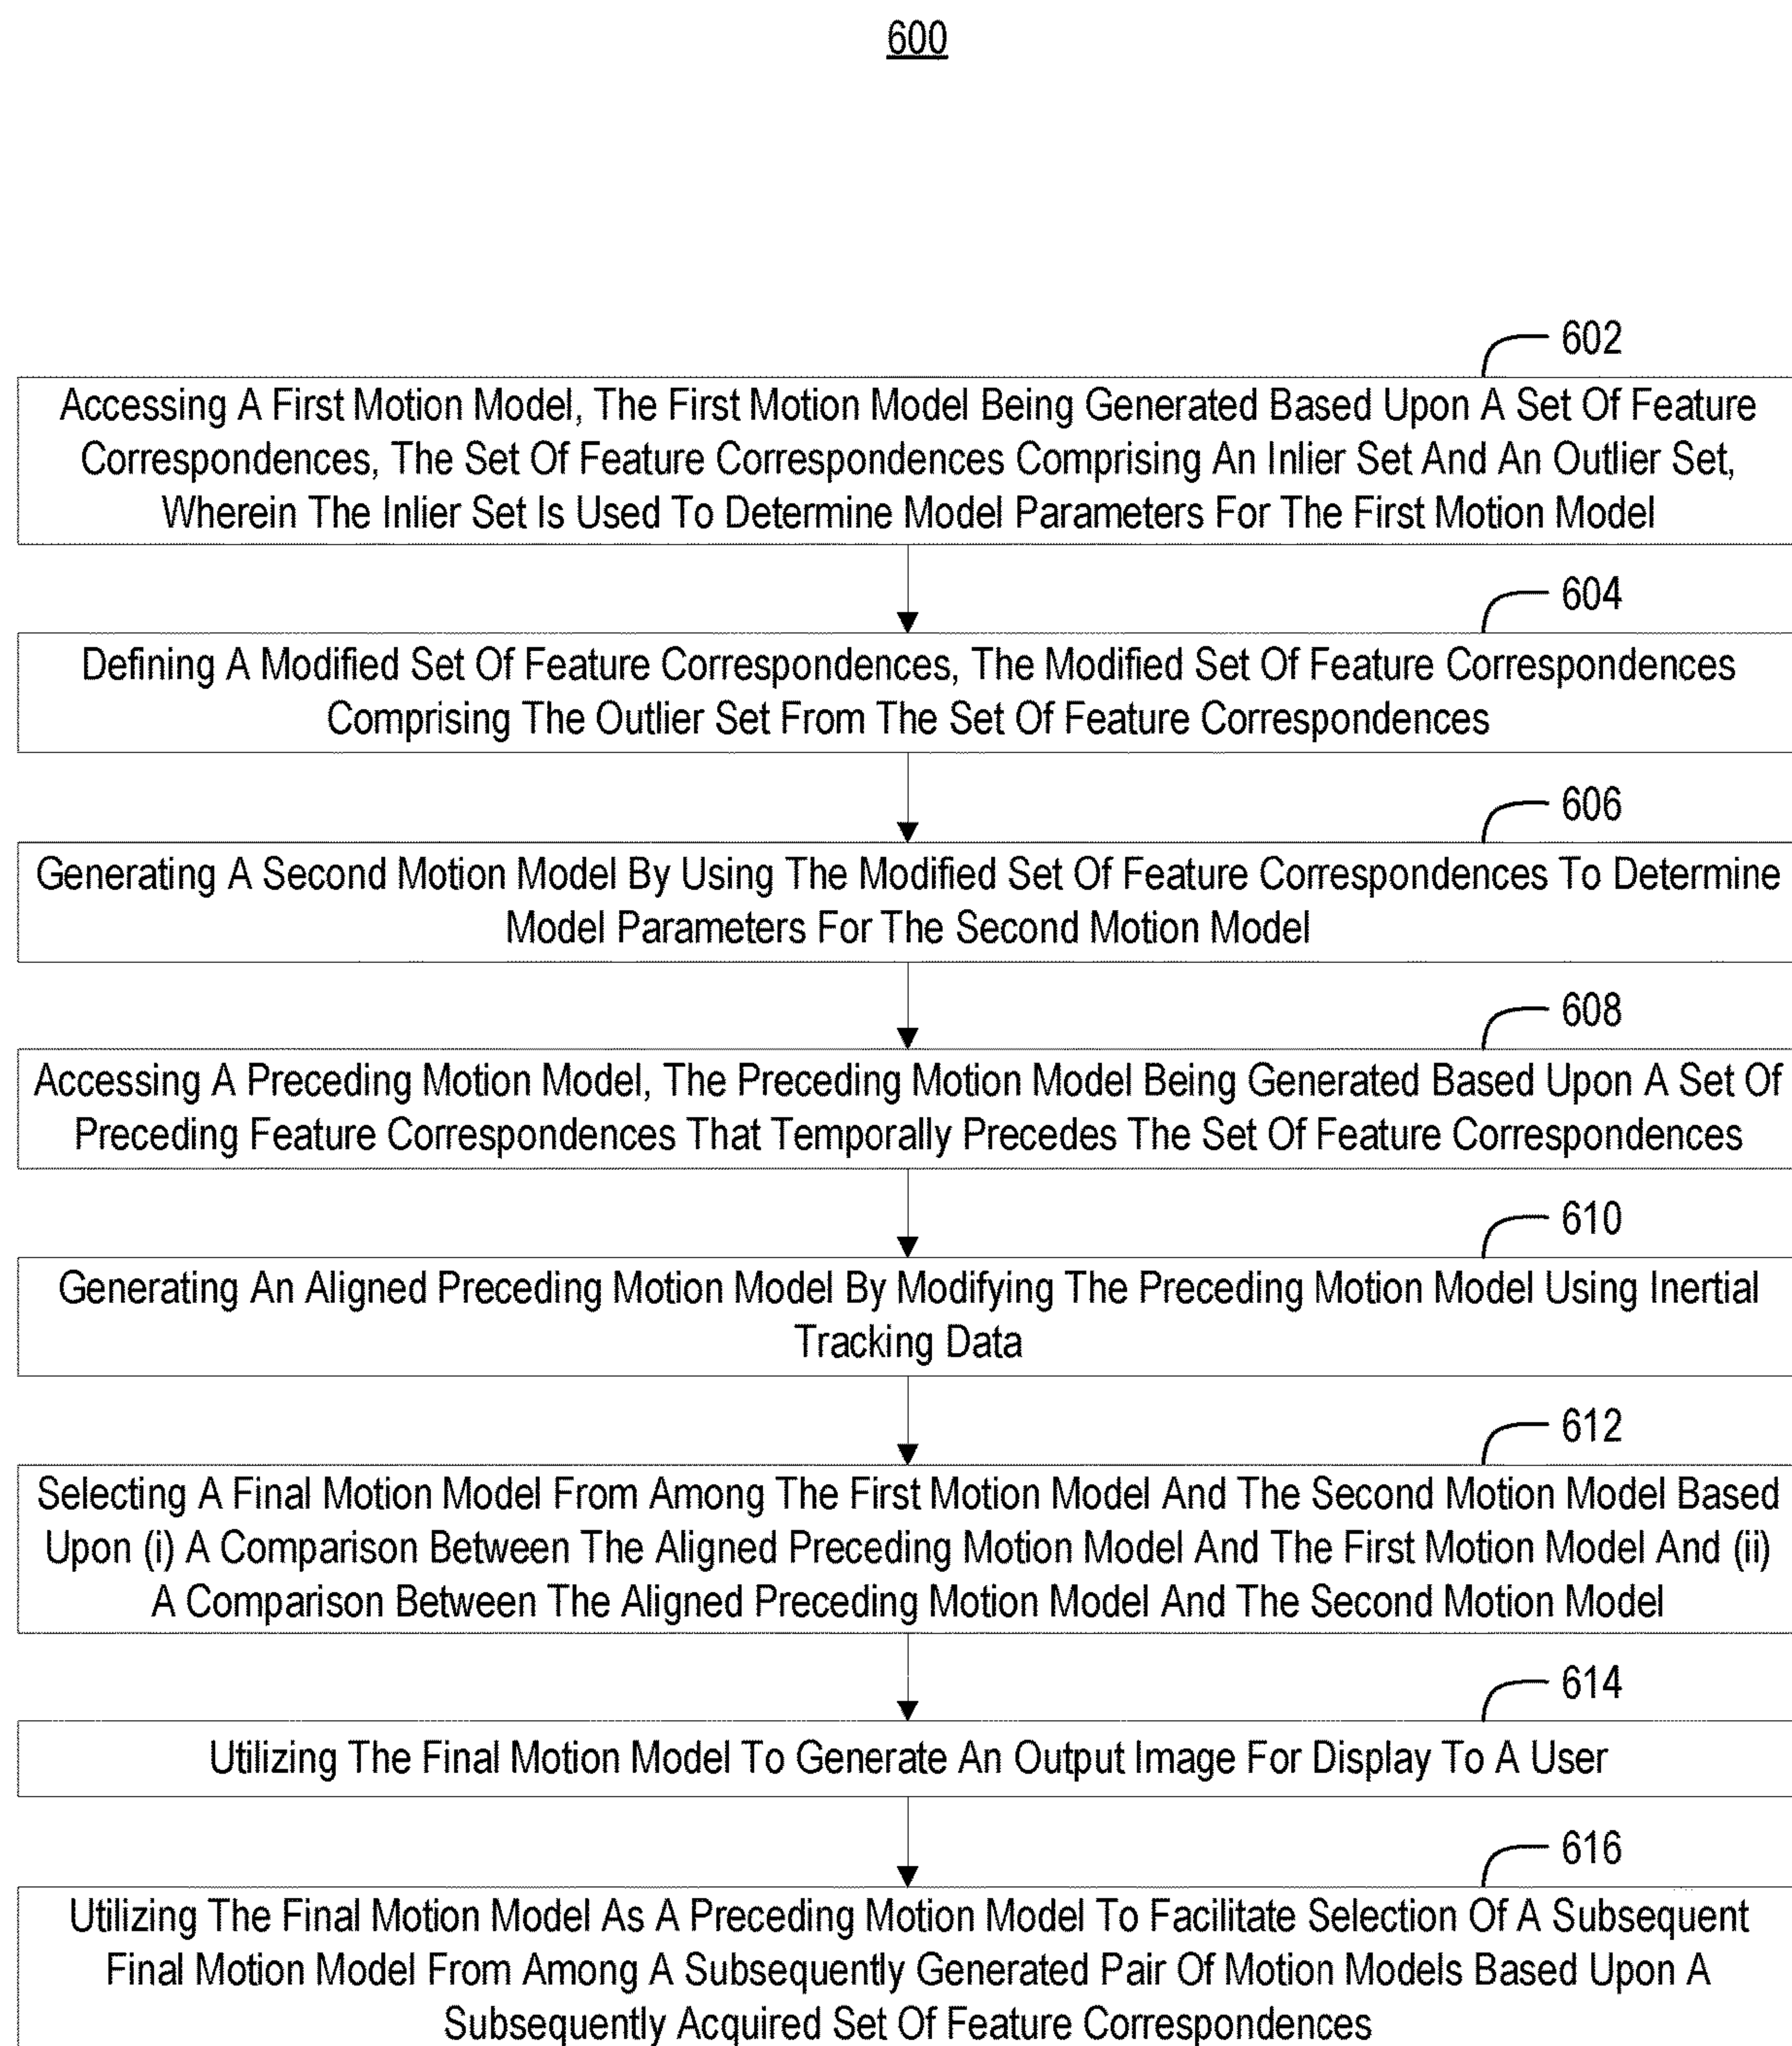 600
602
Accessing A First Motion Model, The First Motion Model Being Generated Based Upon A Set Of Feature
Correspondences, The Set Of Feature Correspondences Comprising An Inlier Set And An Outlier Set,
Wherein The Inlier Set Is Used To Determine Model Parameters For The First Motion Model
604
Defining A Modified Set Of Feature Correspondences, The Modified Set Of Feature Correspondences
Comprising The Outlier Set From The Set Of Feature Correspondences
606
Generating A Second Motion Model By Using The Modified Set Of Feature Correspondences To Determine
Model Parameters For The Second Motion Model
608
Accessing A Preceding Motion Model, The Preceding Motion Model Being Generated Based Upon A Set Of
Preceding Feature Correspondences That Temporally Precedes The Set Of Feature Correspondences
610
Generating An Aligned Preceding Motion Model By Modifying The Preceding Motion Model Using Inertial
Tracking Data
612
Selecting A Final Motion Model From Among The First Motion Model And The Second Motion Model Based
Upon (i) A Comparison Between The Aligned Preceding Motion Model And The First Motion Model And (ii)
A Comparison Between The Aligned Preceding Motion Model And The Second Motion Model
614
Utilizing The Final Motion Model To Generate An Output Image For Display To A User
616
Utilizing The Final Motion Model As A Preceding Motion Model To Facilitate Selection Of A Subsequent
Final Motion Model From Among A Subsequently Generated Pair Of Motion Models Based Upon A
Subsequently Acquired Set Of Feature Correspondences